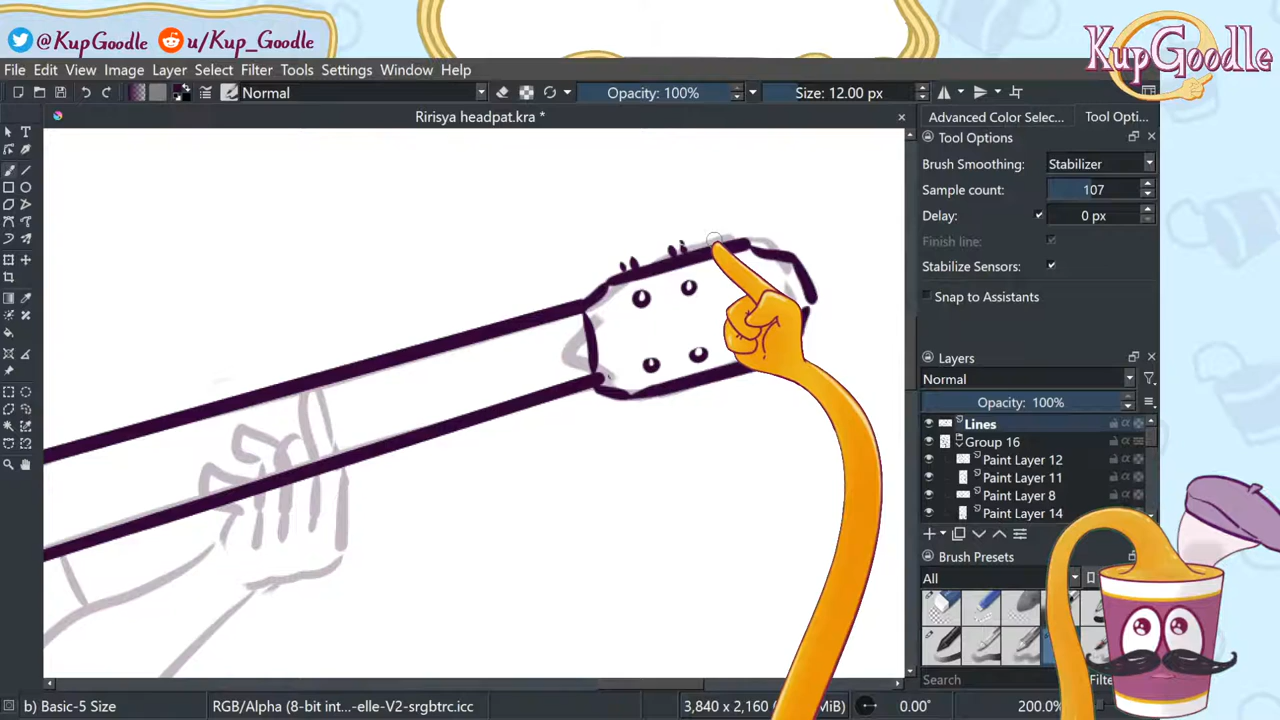 @KupGoodle u/Kup_Goodle
KupGoodle
File Edit View Image Layer Select Filter Tools Settings Window Help
Normal Opacity: 100% Size: 12.00 px
Ririsya headpat.kra *
Advanced Color Selec... Tool Opti...
Tool Options
Brush Smoothing: Stabilizer
Sample count: 107
Delay: 0 px
Finish line:
Stabilize Sensors:
Snap to Assistants
Layers
Normal
Opacity: 100%
Lines
Group 16
Paint Layer 12
Paint Layer 11
Paint Layer 8
Paint Layer 14
Brush Presets
All
Search
b) Basic-5 Size RGB/Alpha (8-bit int...-elle-V2-srgbtrc.icc 3,840 x 2,160 MiB) 0.00° 200.0%